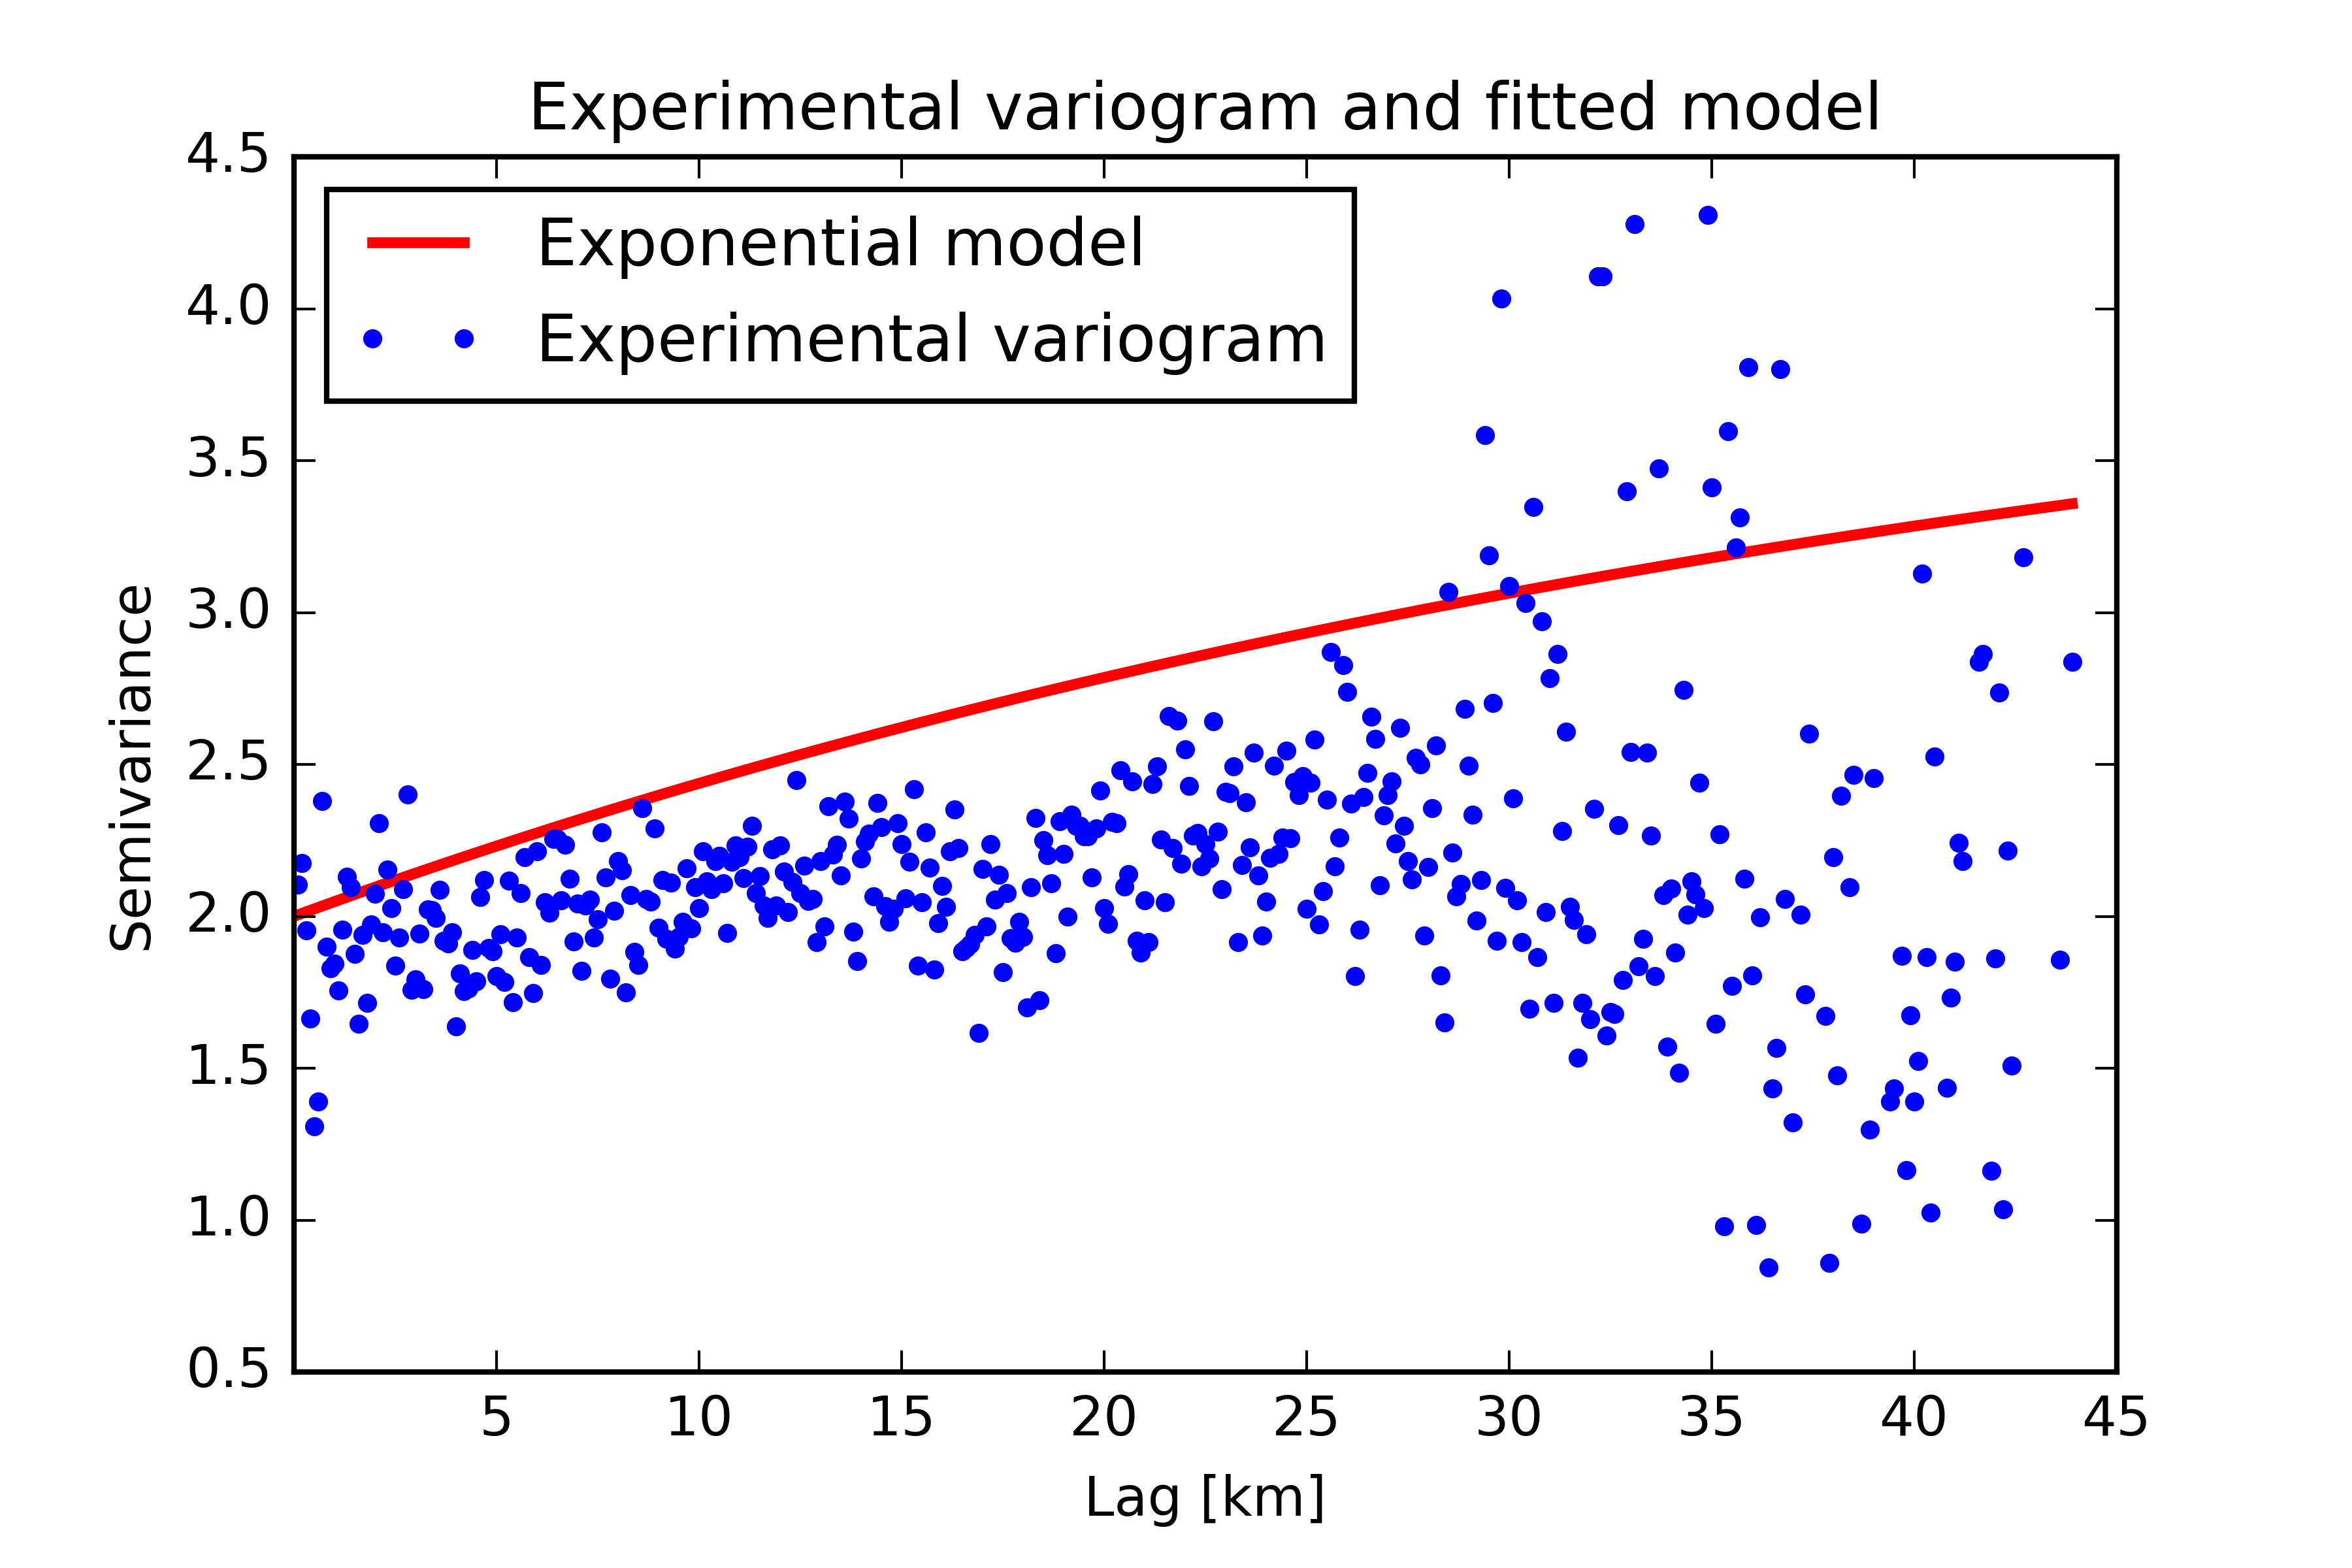 Experimental variogram and fitted model
4.5
4.0
3.5
3.0
2.5
2.0
1.5
1.0
0.5
Semivariance
Exponential model
Experimental variogram
5 10 15 20 25 30 35 40 45
Lag [km]